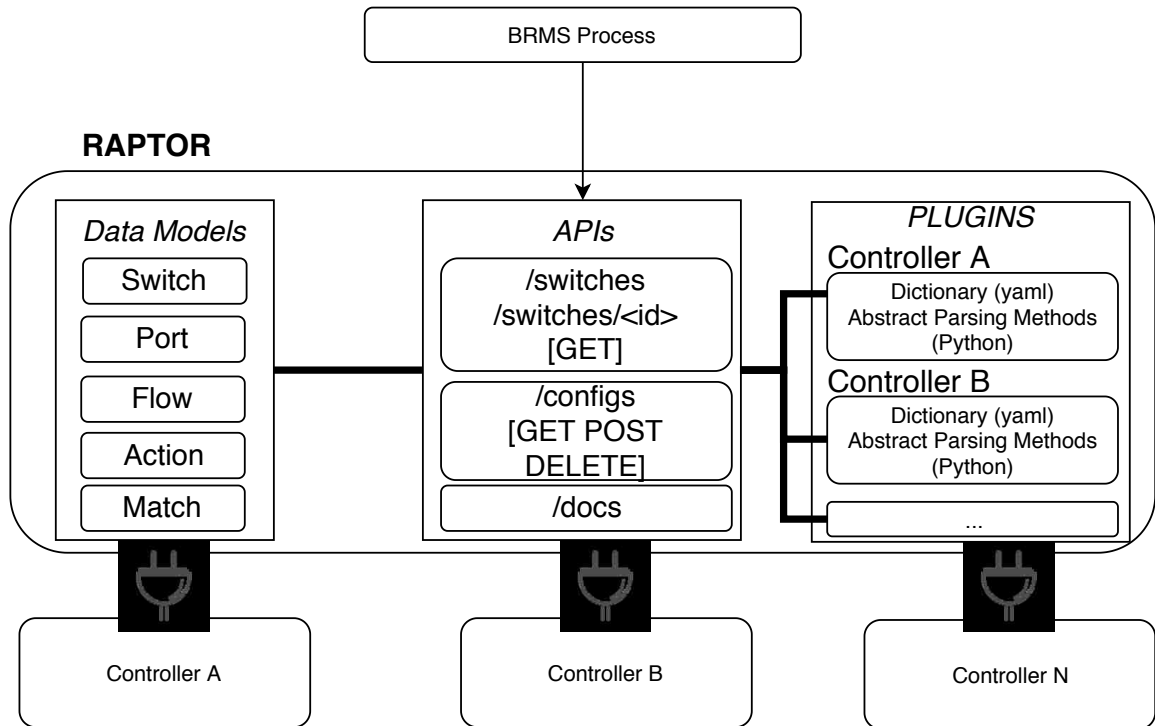 BRMS Process
RAPTOR
Data Models
Switch
Port
Flow
Action
Match
APIs
/switches
/switches/<id>
[GET]
/configs
[GET POST
DELETE]
/docs
PLUGINS
Controller A
Dictionary (yaml)
Abstract Parsing Methods
(Python)
Controller B
Dictionary (yaml)
Abstract Parsing Methods
(Python)
...
Controller A
Controller B
Controller N